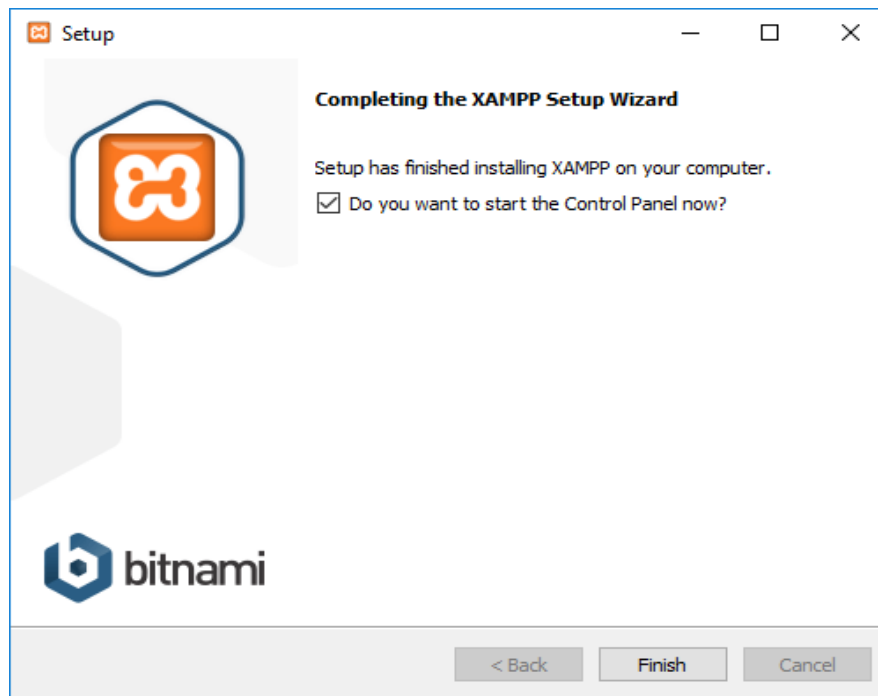 Setup
Completing the XAMPP Setup Wizard
Setup has finished installing XAMPP on your computer.
Do you want to start the Control Panel now?
bitnami
< Back
Finish
Cancel